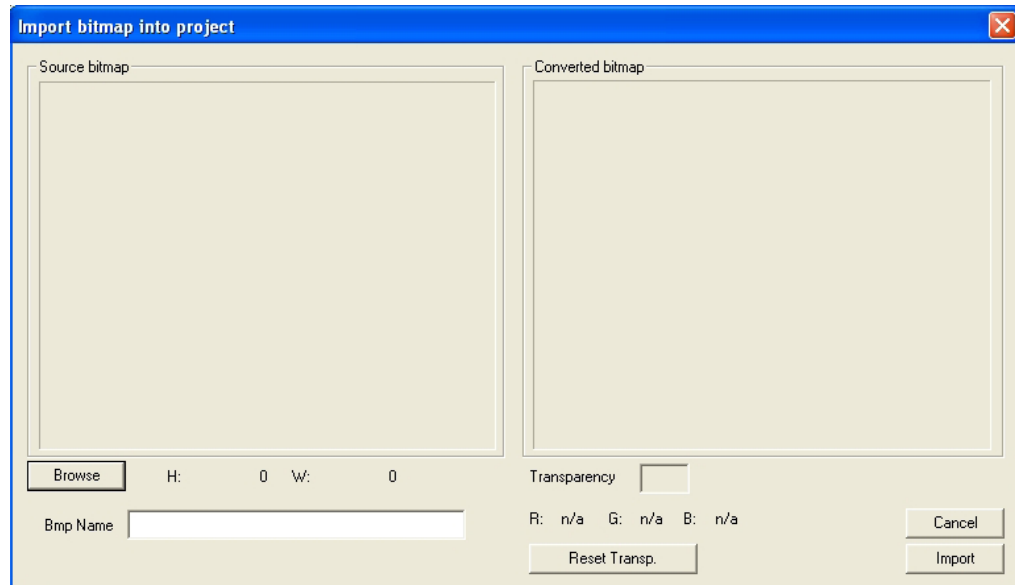 Import bitmap into project
Source bitmap
Converted bitmap
Browse H: 0 W: 0
Transparency
Bmp Name
R: n/a G: n/a B: n/a
Cancel
Reset Transp.
Import